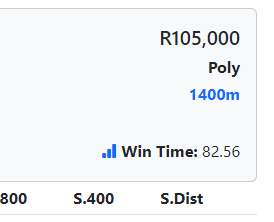 R105,000
Poly
1400m
Win Time: 82.56
800 S.400 S.Dist